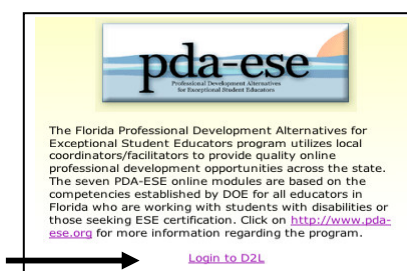 pda-ese
Professional Development Alternatives
for Exceptional Student Educators
The Florida Professional Development Alternatives for
Exceptional Student Educators program utilizes local
coordinators/facilitators to provide quality online
professional development opportunities across the state.
The seven PDA-ESE online modules are based on the
competencies established by DOE for all educators in
Florida who are working with students with disabilities or
those seeking ESE certification. Click on http://www.pda-
ese.org for more information regarding the program.
Login to D2L